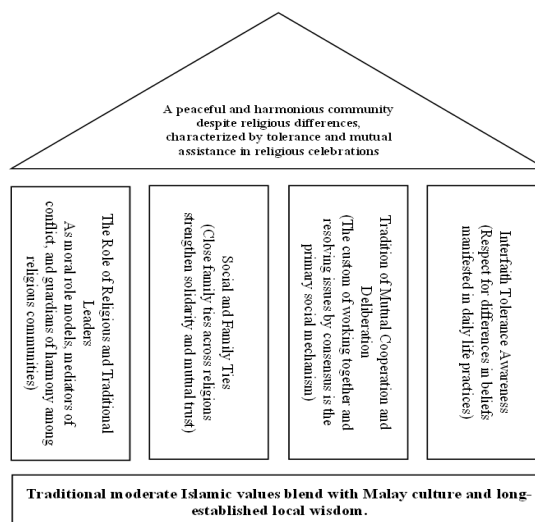 A peaceful and harmonious community
despite religious differences,
characterized by tolerance and mutual
assistance in religious celebrations
The Role of Religious and Traditional
Leaders
As moral role models, mediators of
conflict, and guardians of harmony among
religious communities)
Social and Family Ties
(Close family ties across religions
strengthen solidarity and mutual trust)
Tradition of Mutual Cooperation and
Deliberation
(The custom of working together and
resolving issues by consensus is the
primary social mechanism)
Interfaith Tolerance Awareness
(Respect for differences in beliefs
manifested in daily life practices)
Traditional moderate Islamic values blend with Malay culture and long-
established local wisdom.